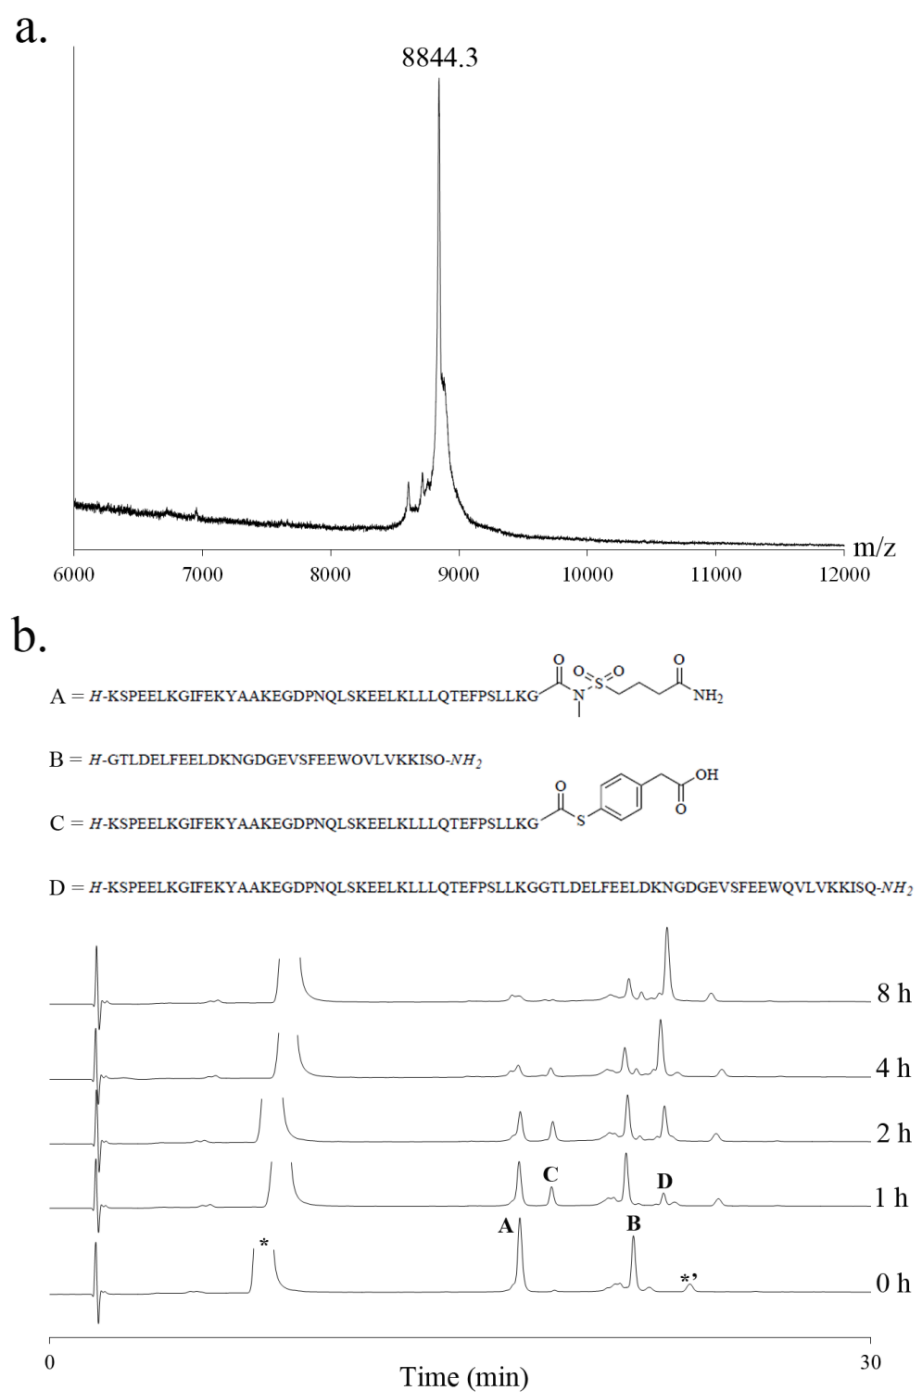 a.
8844.3
m/z
6000 7000 8000 9000 10000 11000 12000
b.
O O O O
A = H-KSPEELKGIFEKYAAKEGDPNQLSKEELKLLLQTEFPSLLKG N S NH2
B = H-GTLDELFEELDKNGDGEVSFEEWOVLVKKISO-NH2
O OH
O
C = H-KSPEELKGIFEKYAAKEGDPNQLSKEELKLLLQTEFPSLLKG S
D = H-KSPEELKGIFEKYAAKEGDPNQLSKEELKLLLQTEFPSLLKGGTLDELFEELDKNGDGEVSFEEWQVLVKKISQ-NH2
8 h
4 h
2 h
C D 1 h
* A B *’ 0 h
0 30
Time (min)